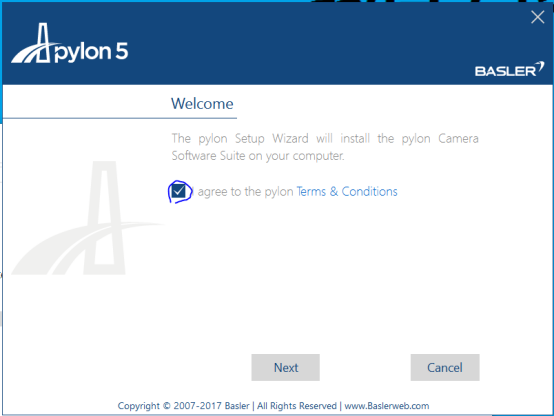 pylon 5
BASLER
Welcome
The pylon Setup Wizard will install the pylon Camera
Software Suite on your computer.
agree to the pylon Terms & Conditions
Next
Cancel
Copyright © 2007-2017 Basler | All Rights Reserved | www.Baslerweb.com